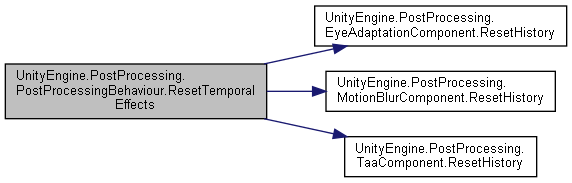 UnityEngine.PostProcessing.
PostProcessingBehaviour.ResetTemporal
Effects
UnityEngine.PostProcessing.
EyeAdaptationComponent.ResetHistory
UnityEngine.PostProcessing.
MotionBlurComponent.ResetHistory
UnityEngine.PostProcessing.
TaaComponent.ResetHistory